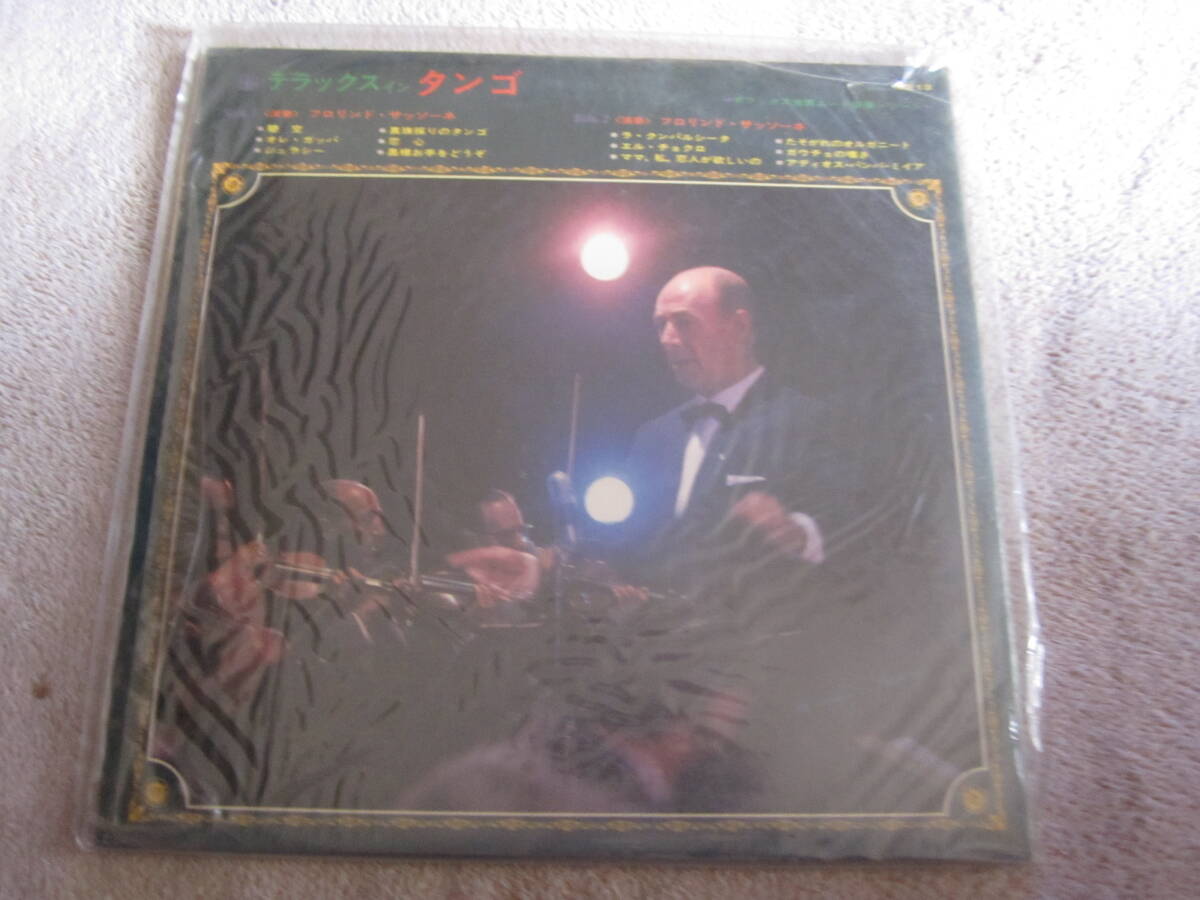 デラックスイン タンゴ
〈演奏〉フロリンド・サッソーネ
•碧空
•オレ・ガッパ
•ジェラシー
•真珠採りのタンゴ
•恋心
•奥様お手をどうぞ
〈演奏〉フロリンド・サッソーネ
•ラ・クンパルシータ
•エル・チョクロ
•ママ,私,恋人が欲しいの
•たそがれのオルガニート
•ガウチョの嘆き
•アディオス・パンパ・ミイア